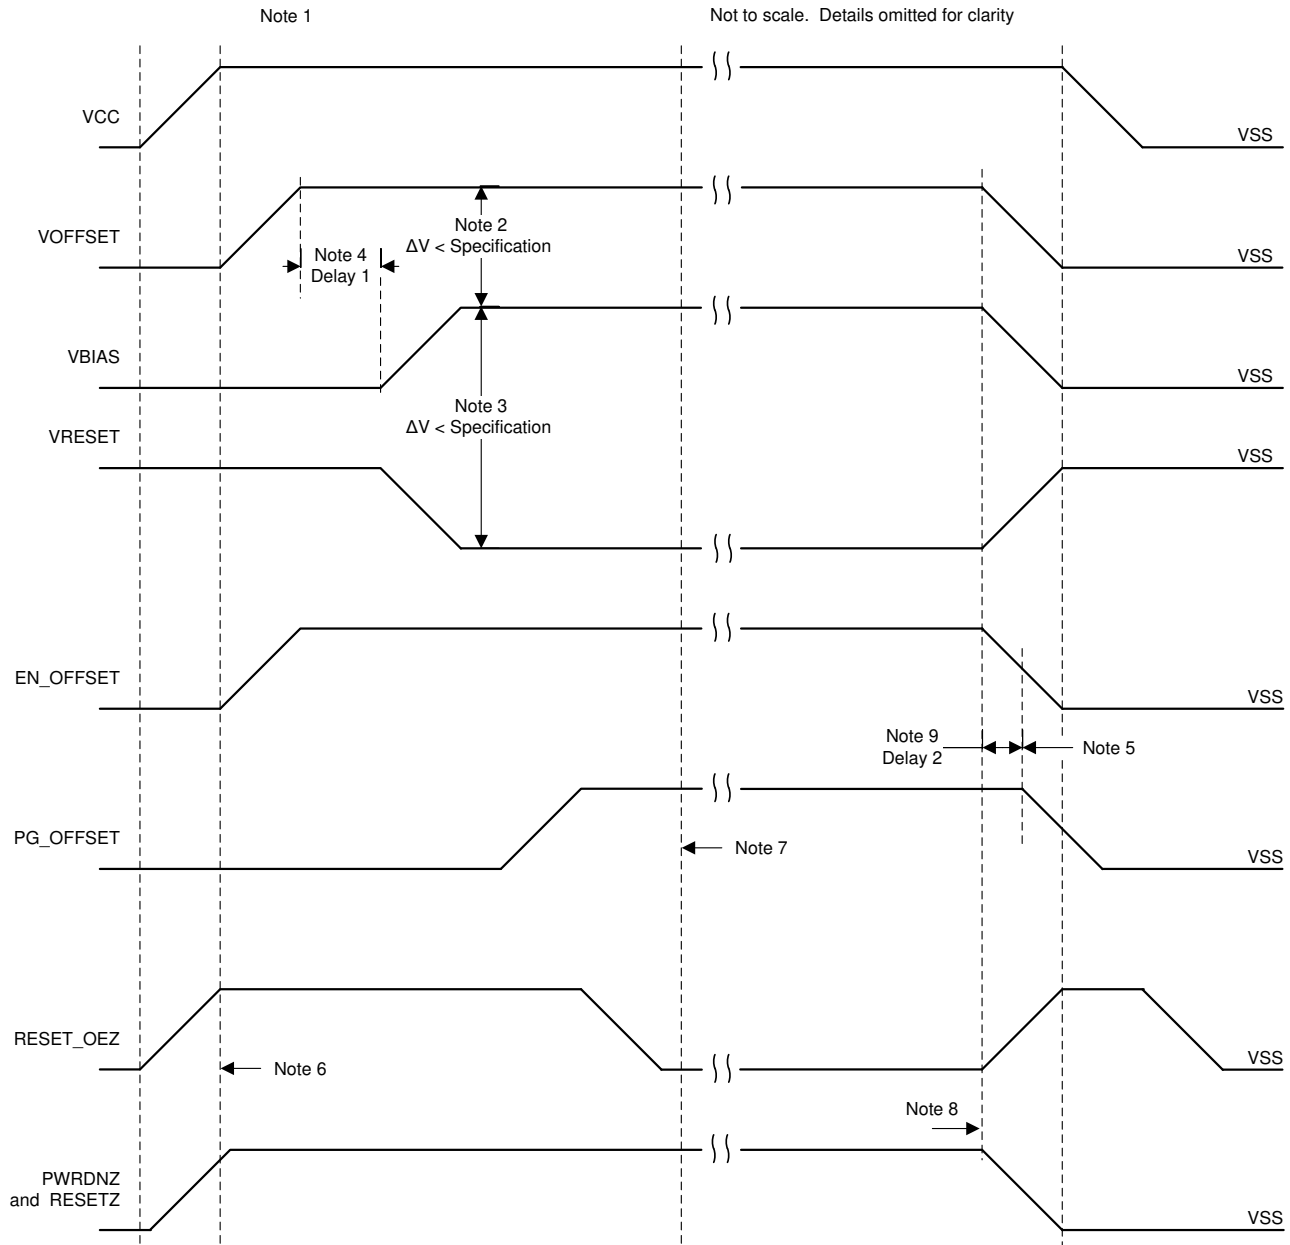 Note 1
Not to scale. Details omitted for clarity
VCC
VSS
VOFFSET
Note 2
ΔV < Specification
Note 4
Delay 1
VSS
VBIAS
VSS
Note 3
ΔV < Specification
VRESET
VSS
EN_OFFSET
VSS
Note 9
Delay 2
Note 5
PG_OFFSET
Note 7
VSS
RESET_OEZ
Note 6
VSS
Note 8
PWRDNZ
and RESETZ
VSS